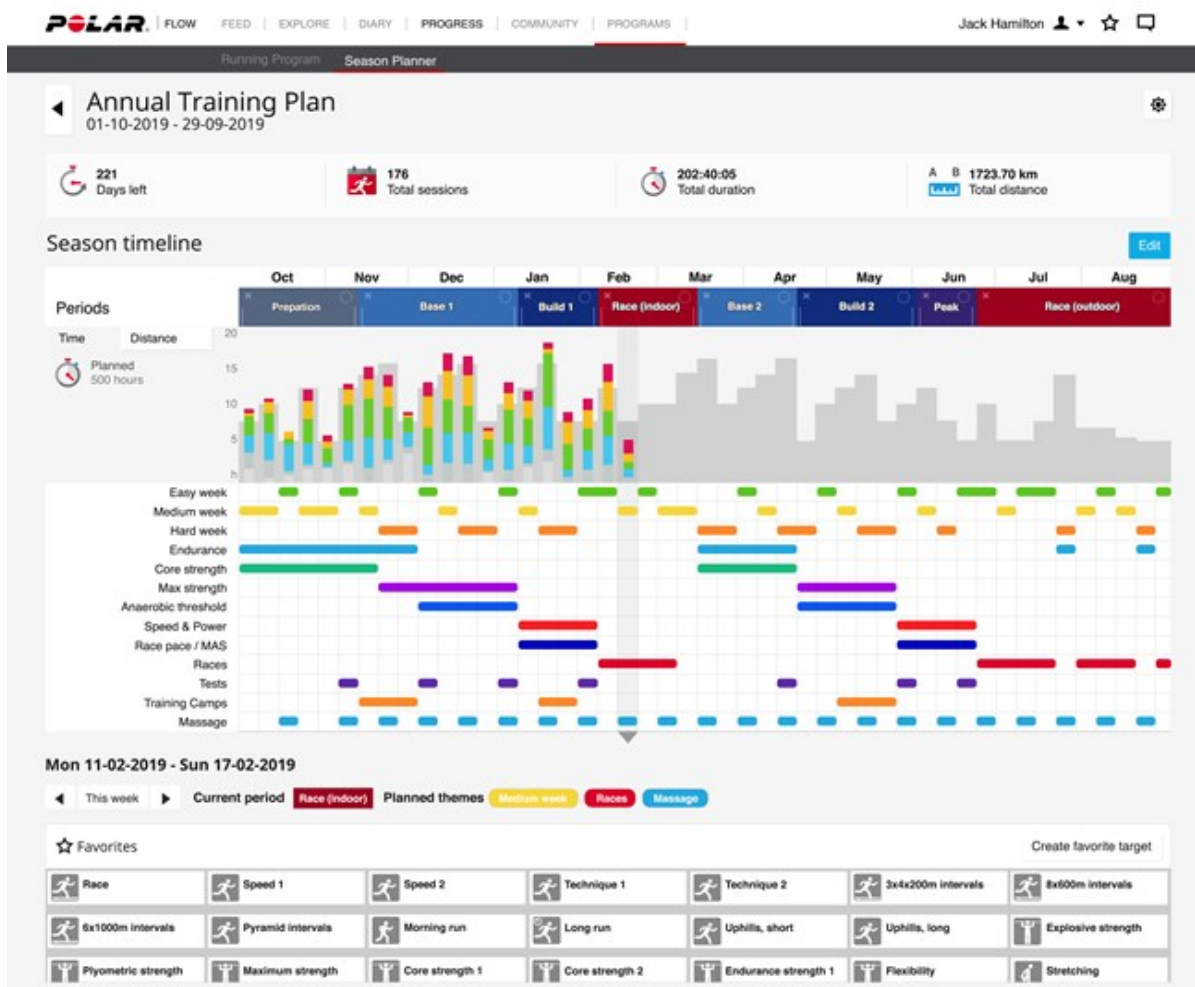 POLAR. FLOW FEED EXPLORE DIARY PROGRESS COMMUNITY PROGRAMS Jack Hamilton
Running Program Season Planner
Annual Training Plan
01-10-2019 - 29-09-2019
221 176 202:40:05 A B 1723.70 km
Days left Total sessions Total duration Total distance
Season timeline Edit
Oct Nov Dec Jan Feb Mar Apr May Jun Jul Aug
Periods Prepation Base 1 Build 1 Race (indoor) Base 2 Build 2 Peak Race (outdoor)
Time Distance 20
Planned 15
500 hours
10
5
h
Easy week
Medium week
Hard week
Endurance
Core strength
Max strength
Anaerobic threshold
Speed & Power
Race pace / MAS
Races
Tests
Training Camps
Massage
Mon 11-02-2019 - Sun 17-02-2019
This week Current period Race (indoor) Planned themes Medium week Races Massage
Favorites Create favorite target
Race Speed 1 Speed 2 Technique 1 Technique 2 3x4x200m intervals 8x600m intervals
6x1000m intervals Pyramid intervals Morning run Long run Uphills, short Uphills, long Explosive strength
Plyometric strength Maximum strength Core strength 1 Core strength 2 Endurance strength 1 Flexibility Stretching